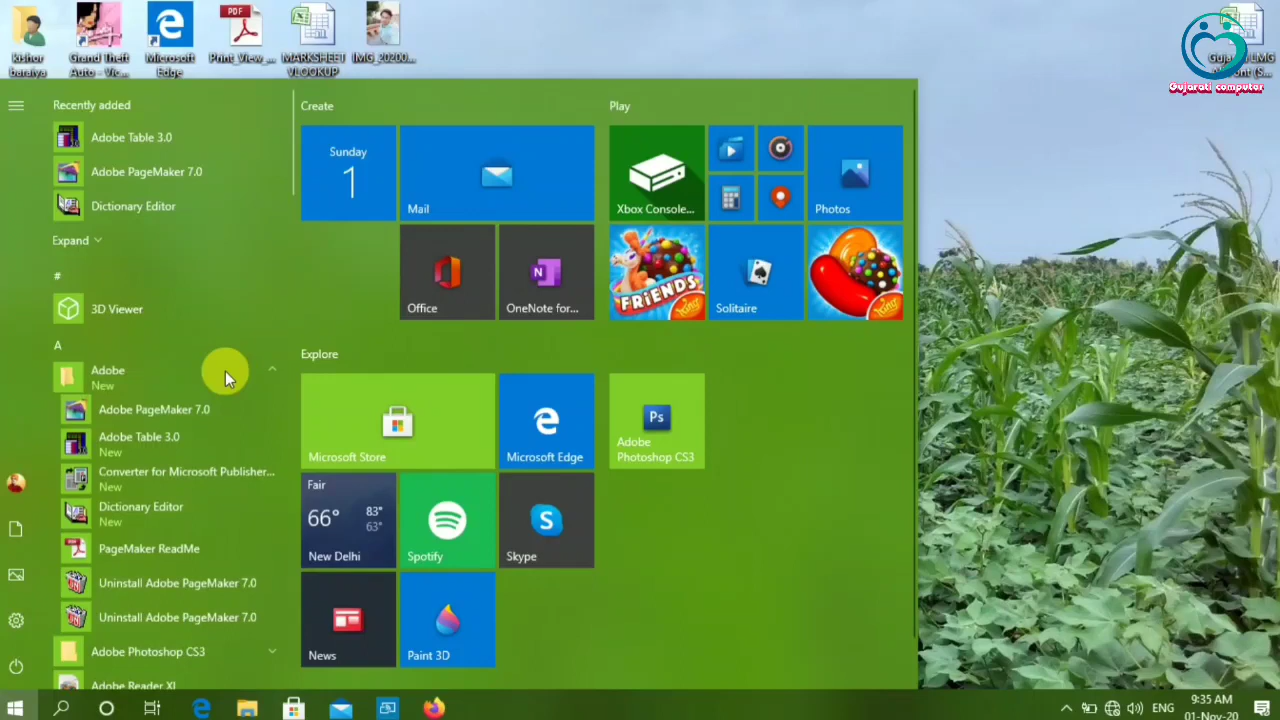 kishor
baraiya
Grand Theft
Auto - Vic...
Microsoft
Edge
PDF
Print_View_...
MARKSHEET
VLOOKUP
IMG_20200...
Gujarati computer
Recently added
Adobe Table 3.0
Adobe PageMaker 7.0
Dictionary Editor
Expand
#
3D Viewer
A
Adobe
New
Adobe PageMaker 7.0
Adobe Table 3.0
New
Converter for Microsoft Publisher...
New
Dictionary Editor
New
PageMaker ReadMe
Uninstall Adobe PageMaker 7.0
Uninstall Adobe PageMaker 7.0
Adobe Photoshop CS3
Adobe Reader XI
Create
Sunday
1
Mail
Office
OneNote for...
Play
Xbox Console...
Photos
FRIENDS
King
Solitaire
King
Explore
Microsoft Store
Microsoft Edge
Ps
Adobe
Photoshop CS3
Fair
66° 83°
63°
New Delhi
Spotify
Skype
News
Paint 3D
ENG
9:35 AM
01-Nov-20